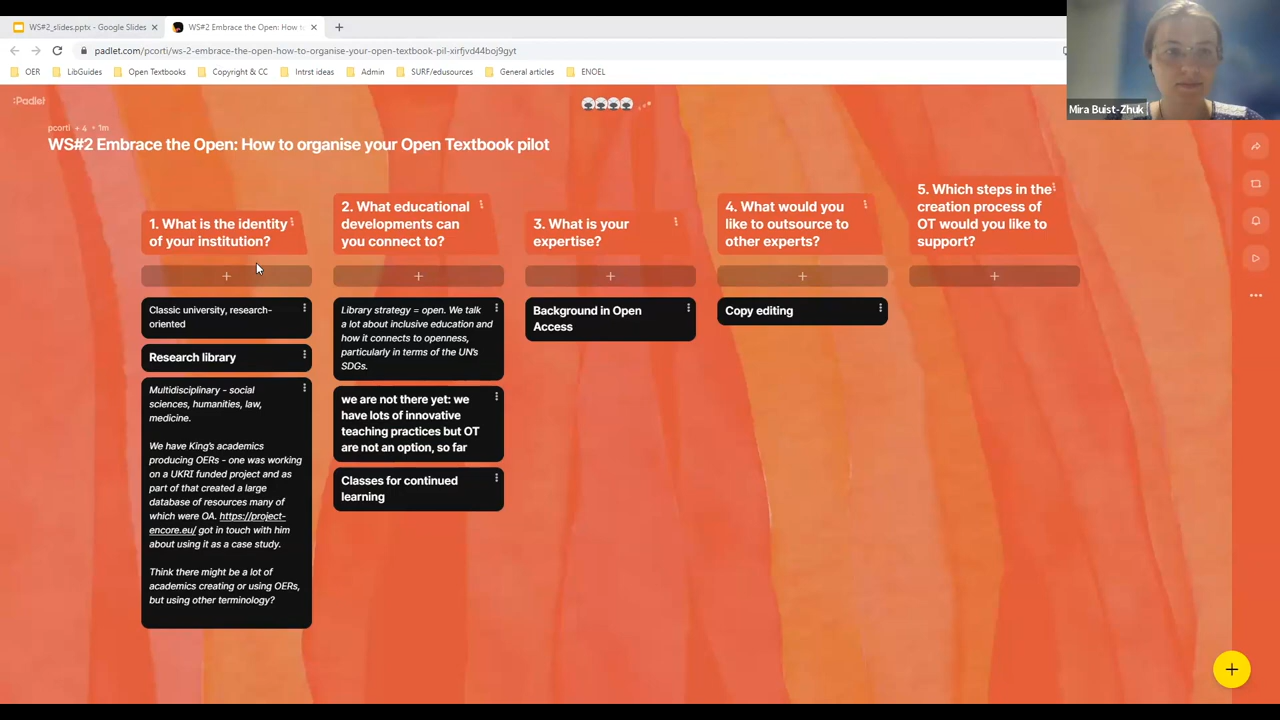 WS#2_slides.pptx - Google Slides
WS#2 Embrace the Open: How to
padlet.com/pcorti/ws-2-embrace-the-open-how-to-organise-your-open-textbook-pil-xirfjvd44boj9gyt
OER
LibGuides
Open Textbooks
Copyright & CC
Intrst ideas
Admin
SURF/edusources
General articles
ENOEL
Mira Buist-Zhuk
:Padlet
pcorti + 4 • 1m
WS#2 Embrace the Open: How to organise your Open Textbook pilot
1. What is the identity
of your institution?
Classic university, research-
oriented
Research library
Multidisciplinary - social
sciences, humanities, law,
medicine.
We have King's academics
producing OERs - one was working
on a UKRI funded project and as
part of that created a large
database of resources many of
which were OA. https://project-
encore.eu/ got in touch with him
about using it as a case study.
Think there might be a lot of
academics creating or using OERs,
but using other terminology?
2. What educational
developments can
you connect to?
Library strategy = open. We talk
a lot about inclusive education and
how it connects to openness,
particularly in terms of the UN's
SDGs.
we are not there yet: we
have lots of innovative
teaching practices but OT
are not an option, so far
Classes for continued
learning
3. What is your
expertise?
Background in Open
Access
4. What would you
like to outsource to
other experts?
Copy editing
5. Which steps in the
creation process of
OT would you like to
support?